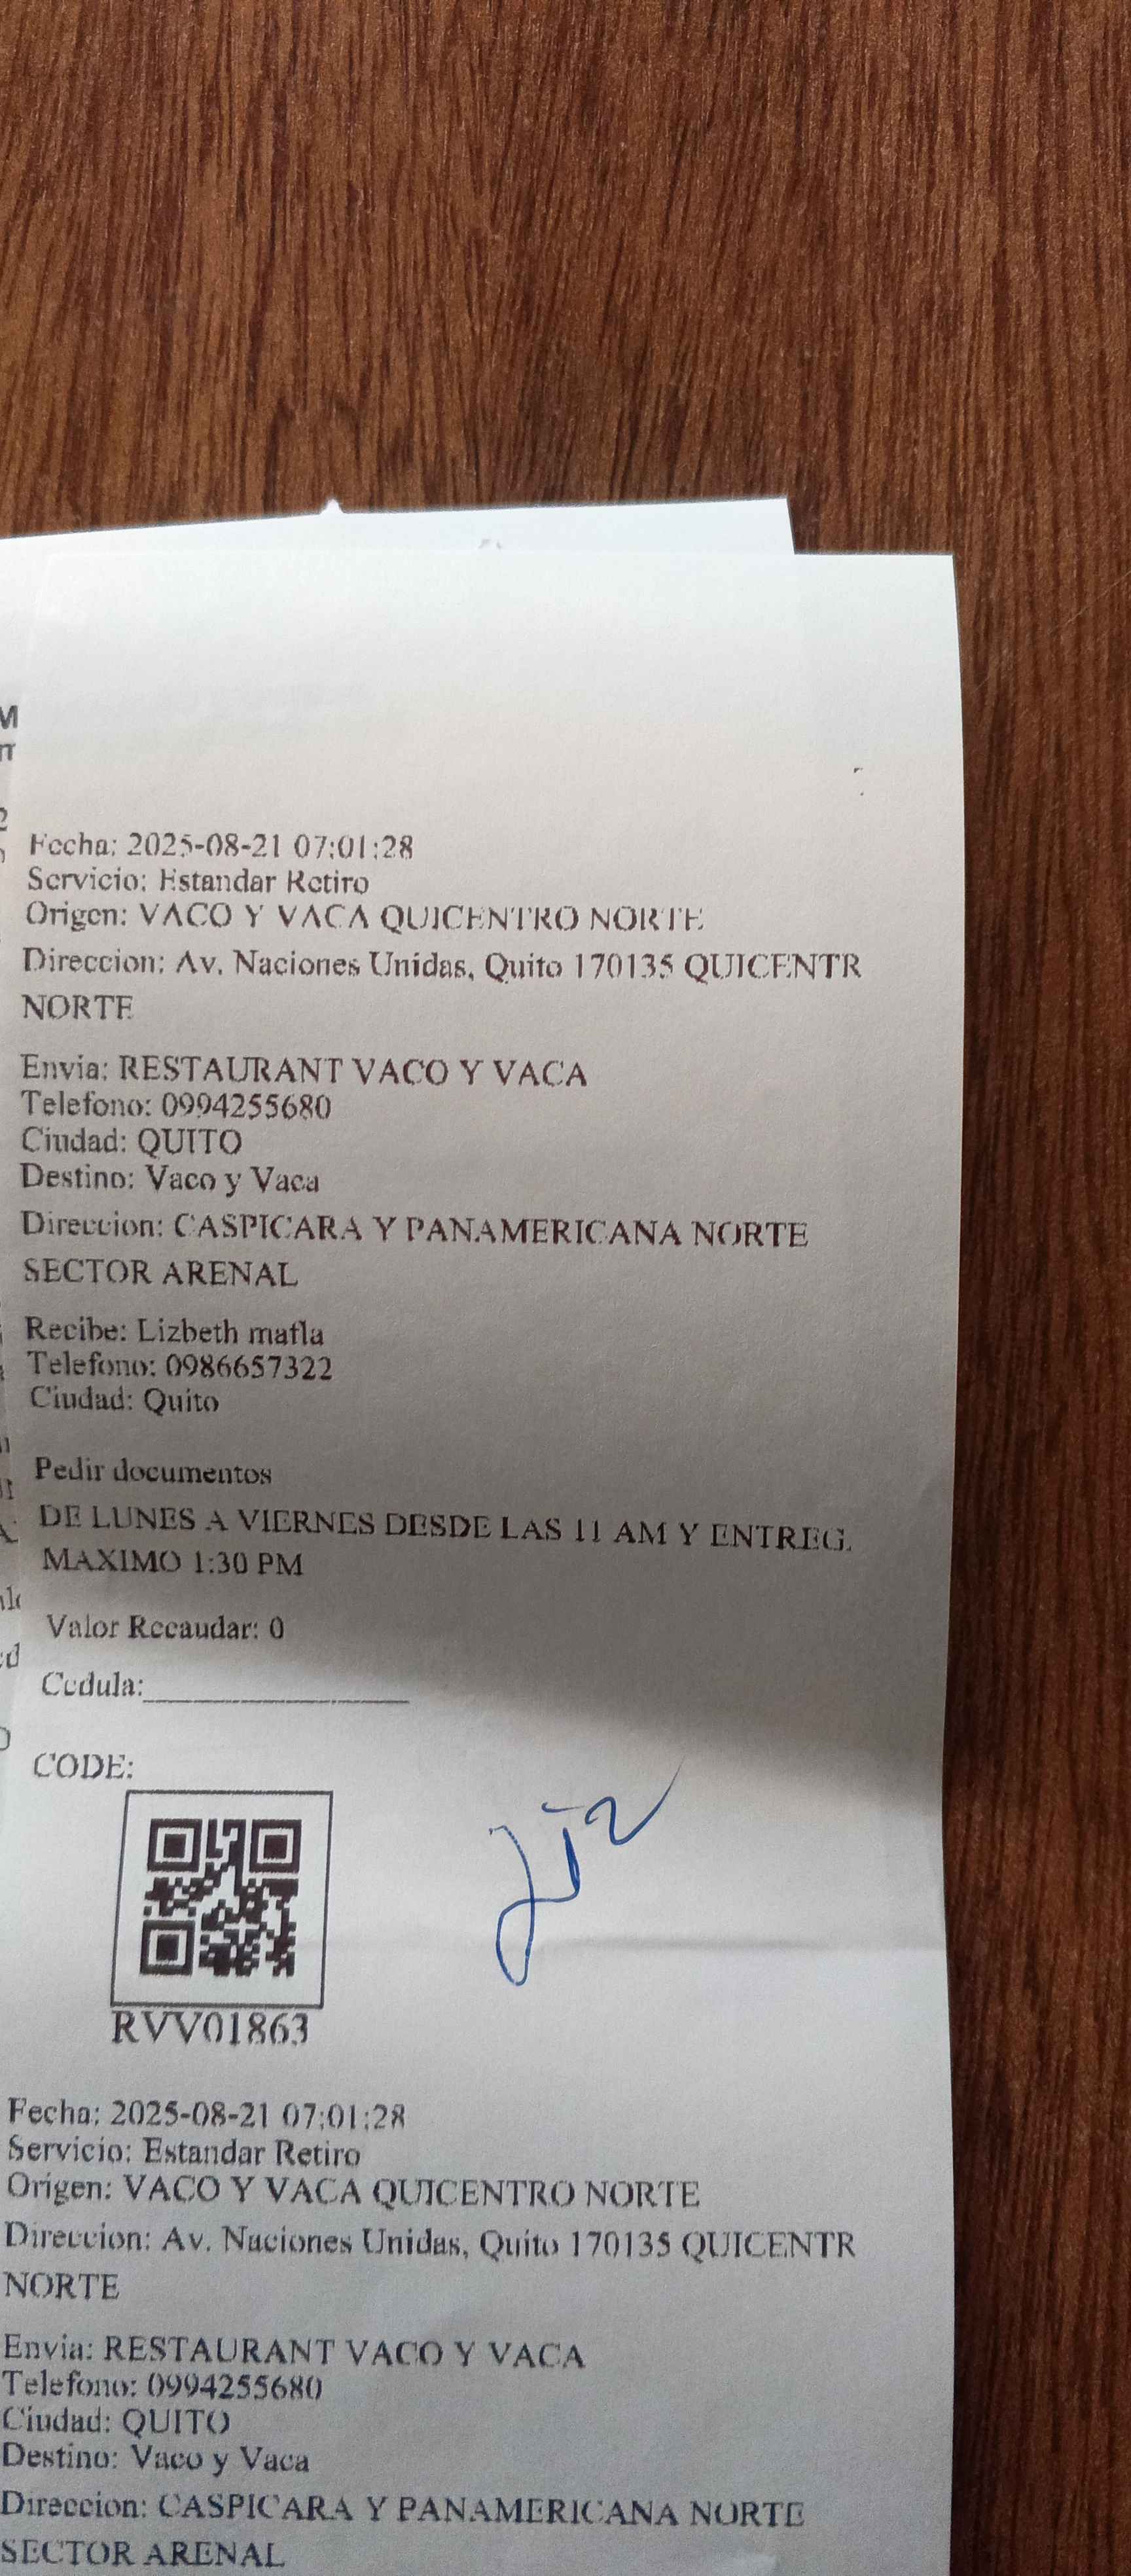 Fecha: 2025-08-21 07:01:28
Servicio: Estandar Retiro
Origen: VACO Y VACA QUICENTRO NORTE
Direccion: Av. Naciones Unidas, Quito 170135 QUICENTR
NORTE
Envia: RESTAURANT VACO Y VACA
Telefono: 0994255680
Ciudad: QUITO
Destino: Vaco y Vaca
Direccion: CASPICARA Y PANAMERICANA NORTE
SECTOR ARENAL
Recibe: Lizbeth mafla
Telefono: 0986657322
Ciudad: Quito
Pedir documentos
DE LUNES A VIERNES DESDE LAS 11 AM Y ENTREG.
MAXIMO 1:30 PM
Valor Recaudar: 0
Cedula:___________________
CODE:
Liz
RVV01863
Fecha: 2025-08-21 07:01:28
Servicio: Estandar Retiro
Origen: VACO Y VACA QUICENTRO NORTE
Direccion: Av. Naciones Unidas, Quito 170135 QUICENTR
NORTE
Envia: RESTAURANT VACO Y VACA
Telefono: 0994255680
Ciudad: QUITO
Destino: Vaco y Vaca
Direccion: CASPICARA Y PANAMERICANA NORTE
SECTOR ARENAL